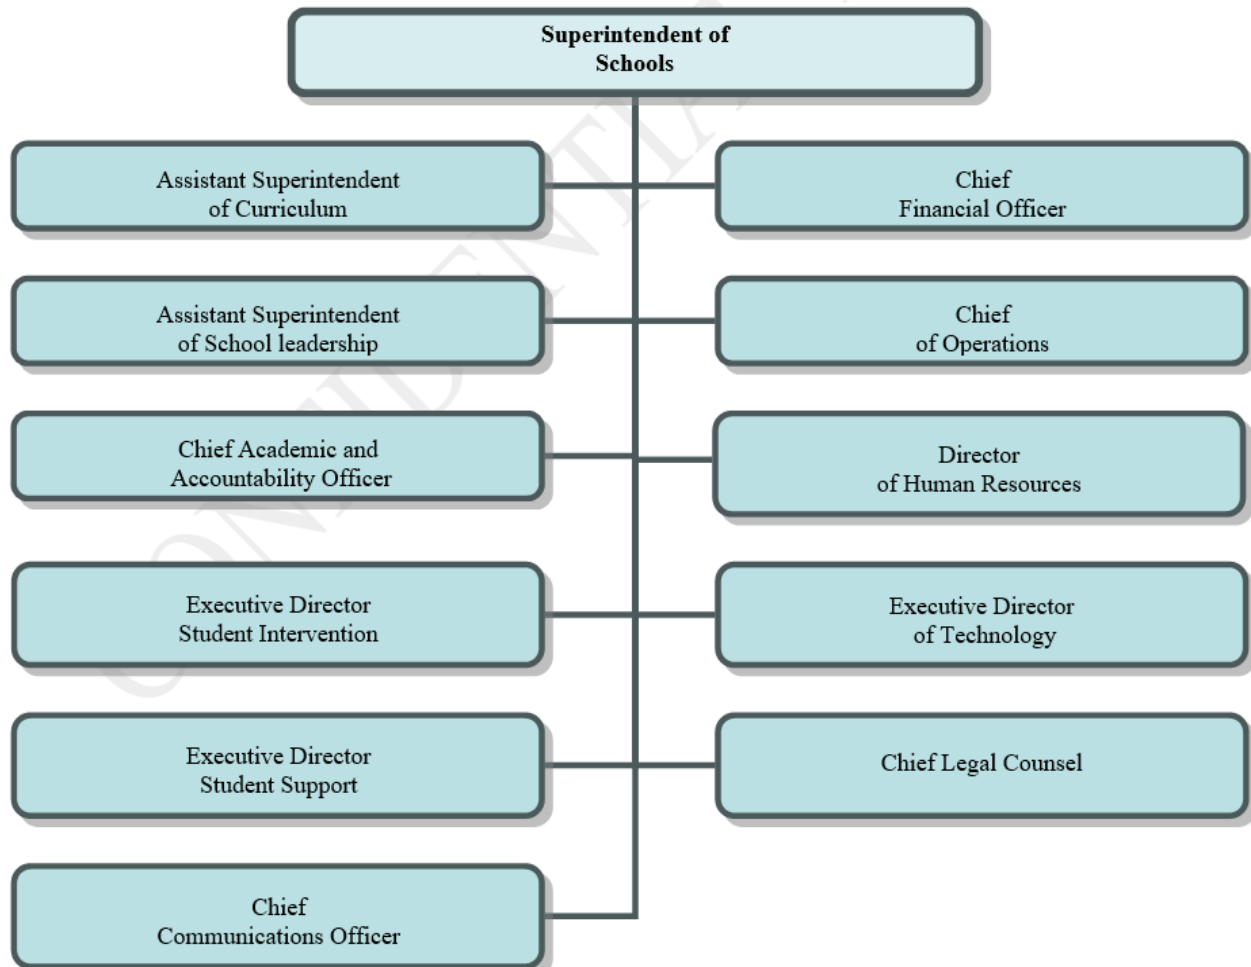 Superintendent of
Schools
Assistant Superintendent
of Curriculum
Chief
Financial Officer
Assistant Superintendent
of School leadership
Chief
of Operations
Chief Academic and
Accountability Officer
Director
of Human Resources
Executive Director
Student Intervention
Executive Director
of Technology
Executive Director
Student Support
Chief Legal Counsel
Chief
Communications Officer
CONFIDENTIA